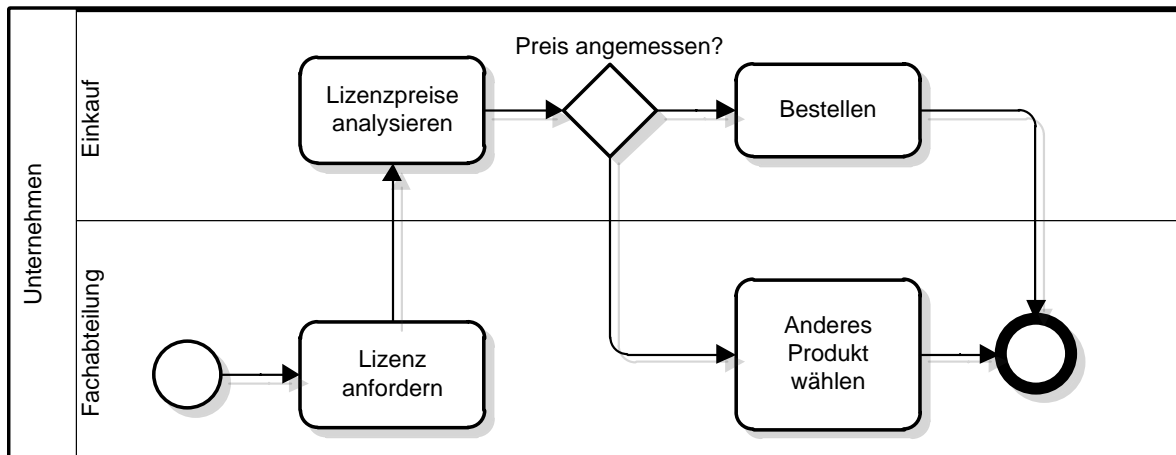 Unternehmen
Einkauf
Preis angemessen?
Lizenzpreise
analysieren
Bestellen
Fachabteilung
Lizenz
anfordern
Anderes
Produkt
wählen